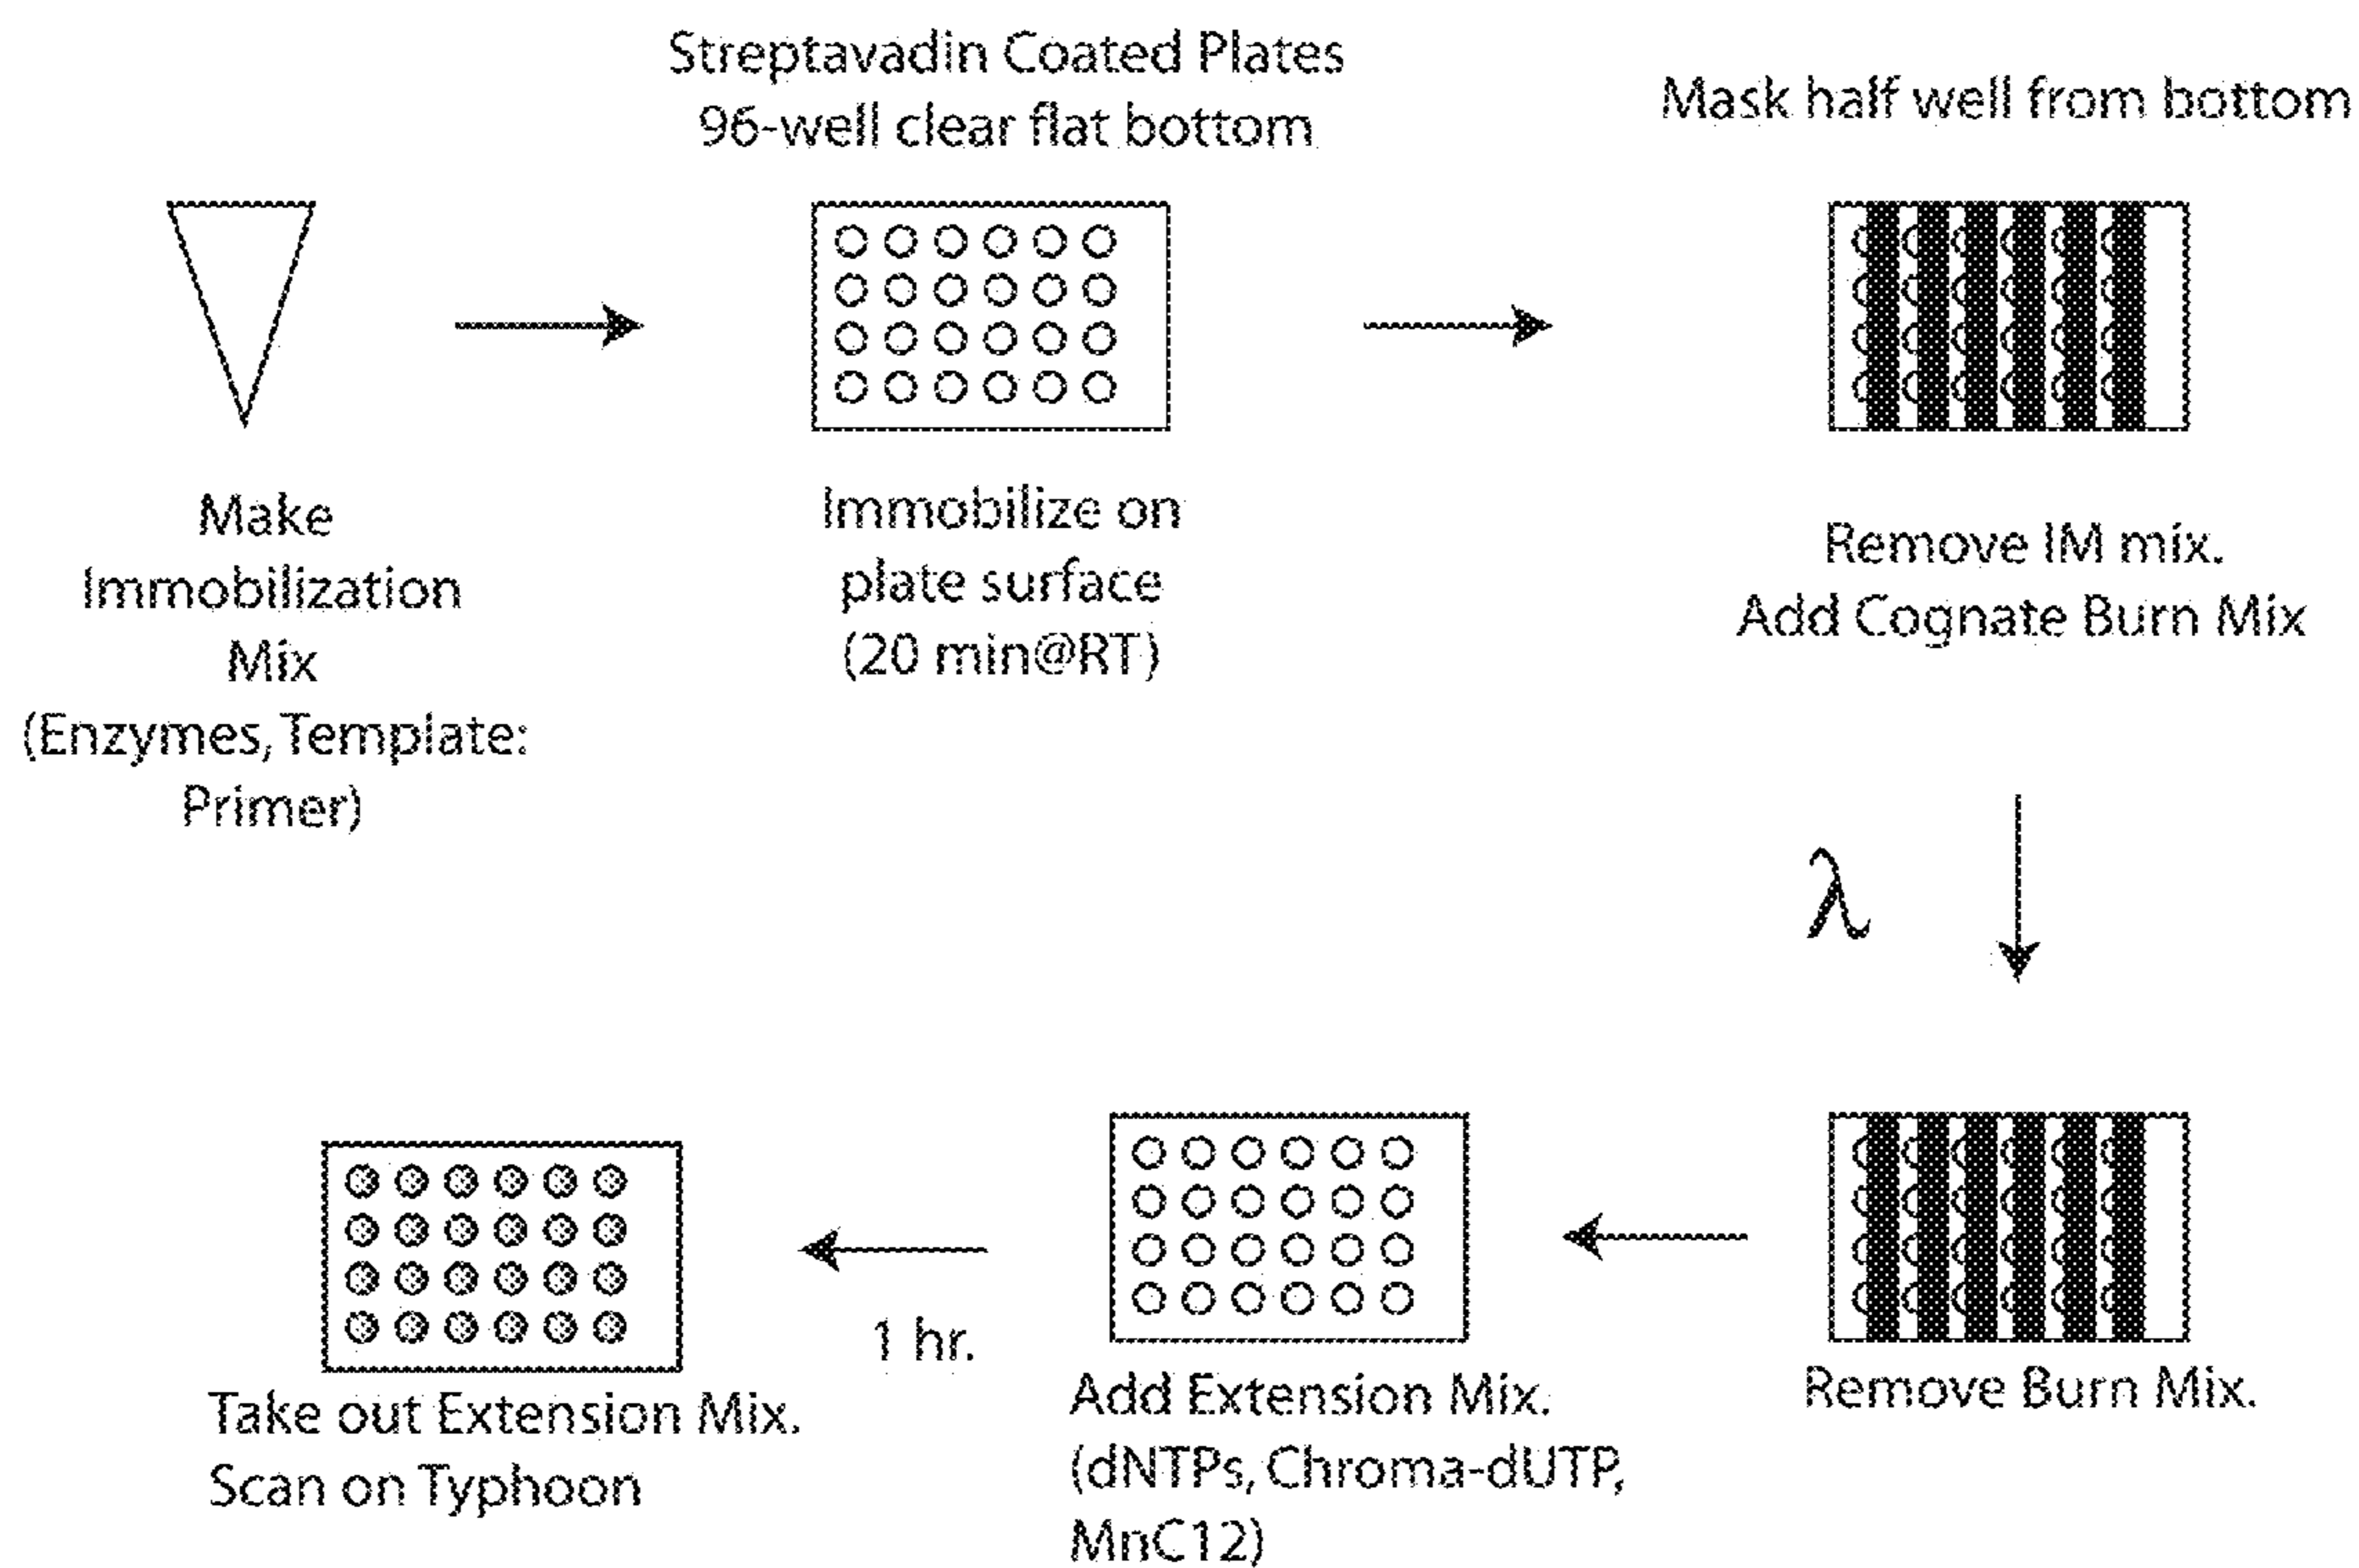 Streptavadin Coated Plates
96-well clear flat bottom
Mask half well from bottom
Make
Immobilization
Mix
(Enzymes, Template:
Primer)
Immobilize on
plate surface
(20 min@RT)
Remove IM mix.
Add Cognate Burn Mix
λ
Remove Burn Mix.
Add Extension Mix.
(dNTPs, Chroma-dUTP,
MnC12)
1 hr.
Take out Extension Mix.
Scan on Typhoon